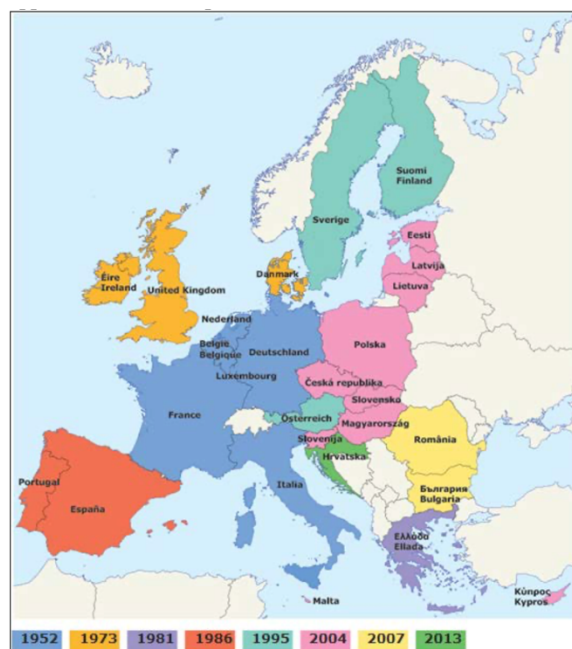 Suomi
Finland
Sverige
Eesti
Latvija
Lietuva
Danmark
Éire
Ireland
United Kingdom
Nederland
België
Belgique
Deutschland
Polska
Luxembourg
Česká republika
Slovensko
France
Österreich
Magyarország
Slovenija
Hrvatska
România
Italia
Portugal
España
България
Bulgaria
Ελλάδα
Ellada
Malta
Κύπρος
Kypros
1952 1973 1981 1986 1995 2004 2007 2013